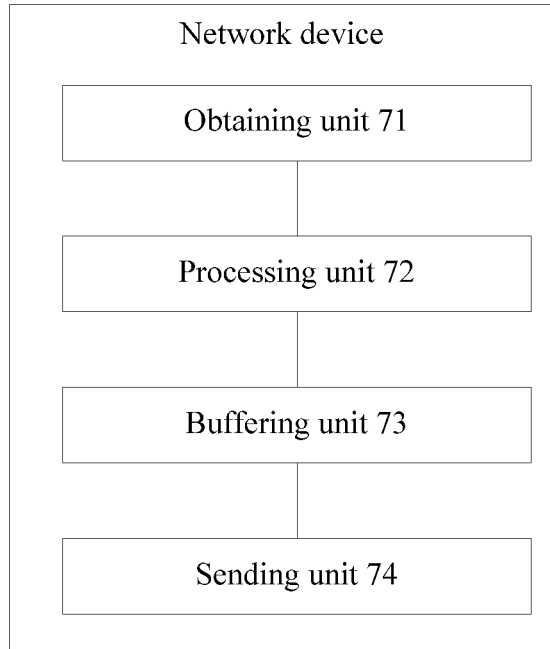 Network device
Obtaining unit 71
Processing unit 72
Buffering unit 73
Sending unit 74